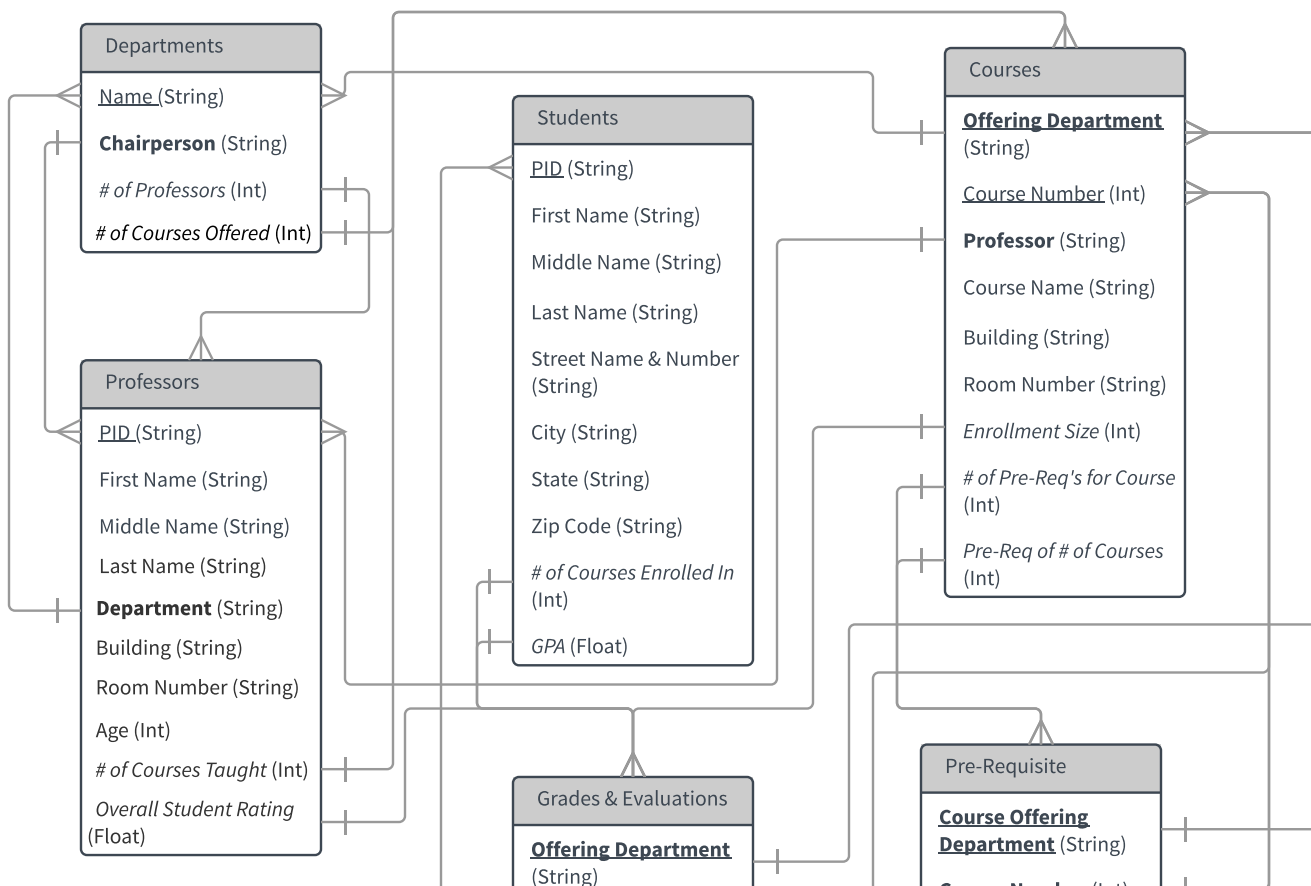 Departments
Name (String)
Chairperson (String)
# of Professors (Int)
# of Courses Offered (Int)
Professors
PID (String)
First Name (String)
Middle Name (String)
Last Name (String)
Department (String)
Building (String)
Room Number (String)
Age (Int)
# of Courses Taught (Int)
Overall Student Rating
(Float)
Students
PID (String)
First Name (String)
Middle Name (String)
Last Name (String)
Street Name & Number
(String)
City (String)
State (String)
Zip Code (String)
# of Courses Enrolled In
(Int)
GPA (Float)
Grades & Evaluations
Offering Department
(String)
Courses
Offering Department
(String)
Course Number (Int)
Professor (String)
Course Name (String)
Building (String)
Room Number (String)
Enrollment Size (Int)
# of Pre-Req's for Course
(Int)
Pre-Req of # of Courses
(Int)
Pre-Requisite
Course Offering
Department (String)